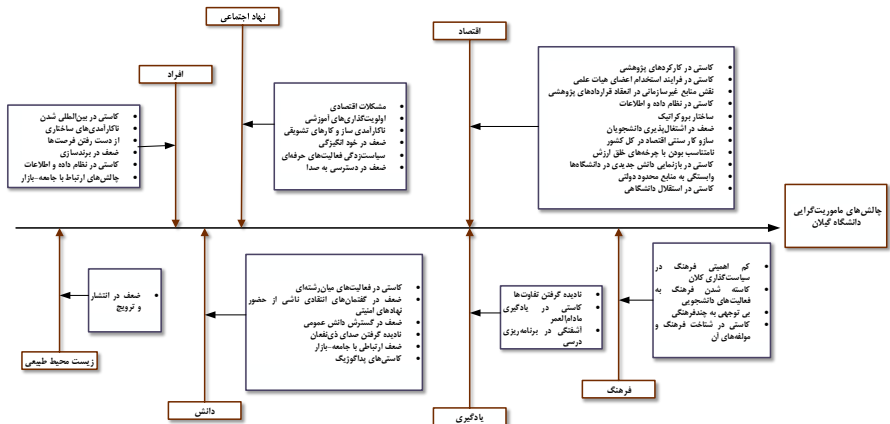 نهاد اجتماعی
اقتصاد
افراد
کاستی در کارکردهای پژوهشی
کاستی در فرایند استخدام اعضای هیات علمی
نقش منابع غیرسازمانی در انعقاد قراردادهای پژوهشی
کاستی در نظام داده و اطلاعات
ساختار بروکراتیک
ضعف در اشتغال‌پذیری دانشجویان
سازو کار سنتی اقتصاد در کل کشور
نامتناسب بودن با چرخه‌های خلق ارزش
کاستی در بازنمایی دانش جدیدی در دانشگاه‌ها
وابستگی به منابع محدود دولتی
کاستی در استقلال دانشگاهی
مشکلات اقتصادی
اولویت‌گذاری‌های آموزشی
ناکارآمدی ساز و کارهای تشویقی
ضعف در خود انگیزگی
سیاست‌زدگی فعالیت‌های حرفه‌ای
ضعف در دسترسی به صدا
کاستی در بین‌المللی شدن
ناکارآمدی‌های ساختاری
از دست رفتن فرصت‌ها
ضعف در برندسازی
کاستی در نظام داده و اطلاعات
چالش‌های ارتباط با جامعه-بازار
چالش‌های ماموریت‌گرایی
دانشگاه گیلان
کم اهمیتی فرهنگ در
سیاست‌گذاری کلان
کاسته شدن فرهنگ به
فعالیت‌های دانشجویی
بی توجهی به چندفرهنگی
کاستی در شناخت فرهنگ و
مولفه‌های آن
نادیده گرفتن تفاوت‌ها
کاستی در یادگیری
مادام‌العمر
آشفتگی در برنامه‌ریزی
درسی
کاستی در فعالیت‌های میان‌رشته‌ای
ضعف در گفتمان‌های انتقادی ناشی از حضور
نهادهای امنیتی
ضعف در گسترش دانش عمومی
نادیده گرفتن صدای ذی‌نفعان
ضعف ارتباطی با جامعه-بازار
کاستی‌های پداگوژیک
ضعف در انتشار
و ترویج
زیست محیط طبیعی
دانش
یادگیری
فرهنگ